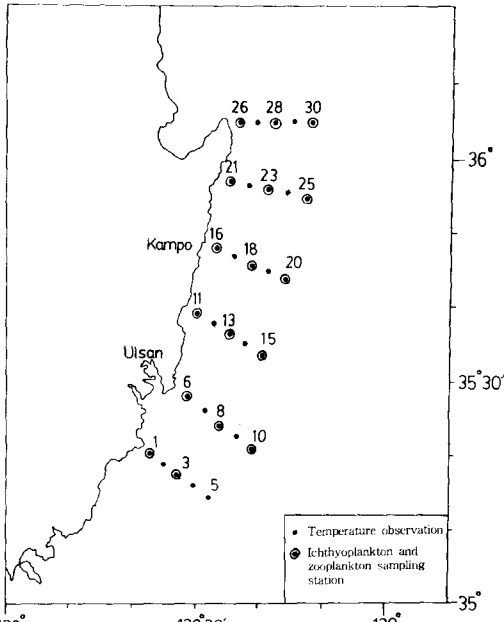 26 28 30
36°
21 23 25
16 18 20
Kampo
11 13 15
Ulsan
35°30'
6 8 10
1 3 5
Temperature observation
Ichthyoplankton and
zooplankton sampling
station
35°